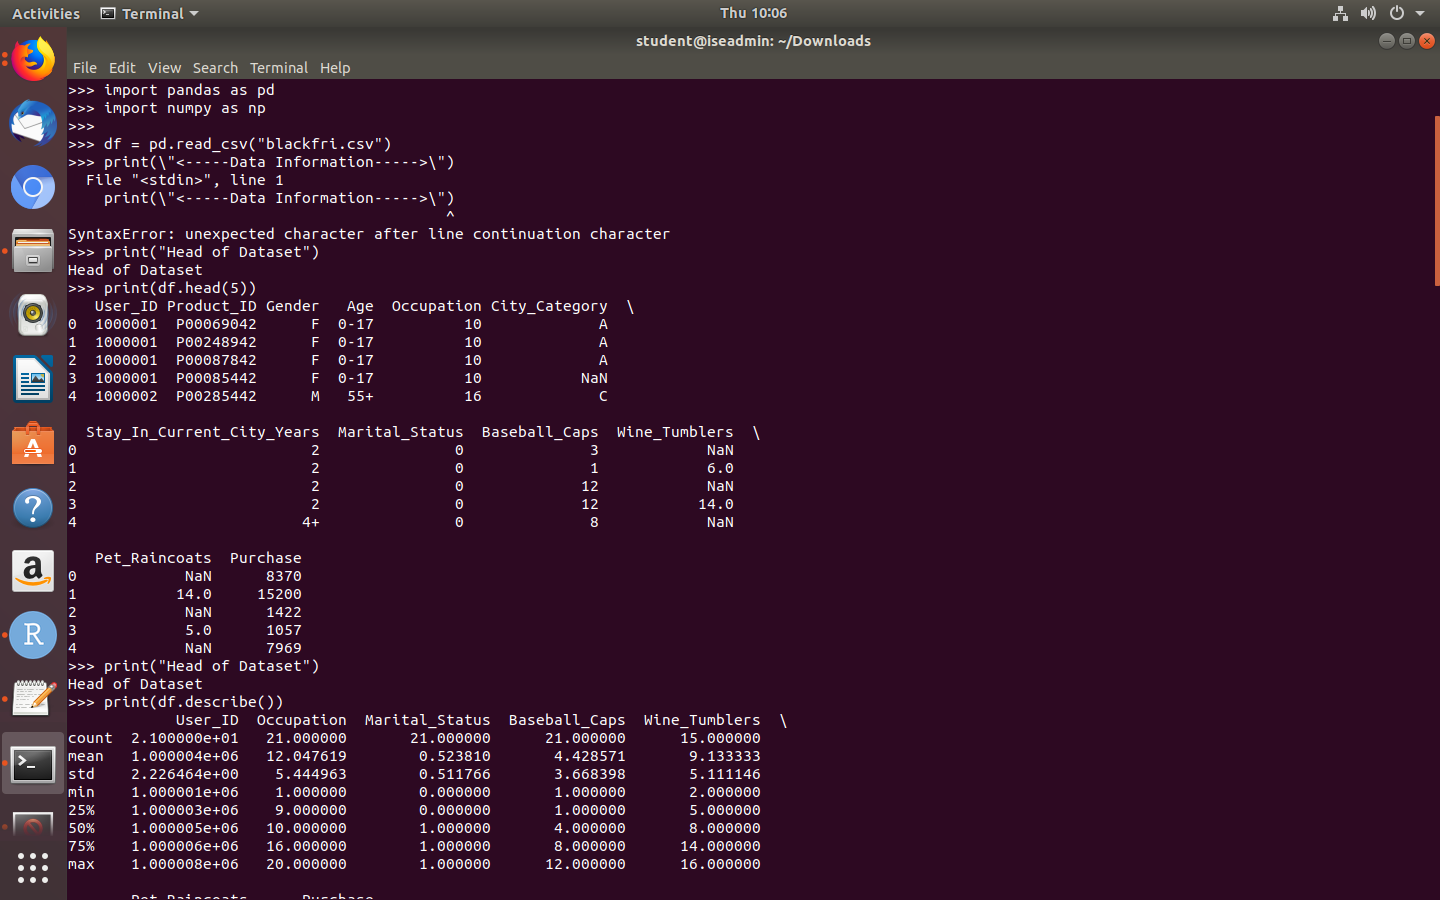 Activities Terminal Thu 10:06
student@iseadmin: ~/Downloads
File Edit View Search Terminal Help
>>> import pandas as pd
>>> import numpy as np
>>>
>>> df = pd.read_csv("blackfri.csv")
>>> print(\"<-----Data Information----->\")
  File "<stdin>", line 1
    print(\"<-----Data Information----->\")
                                          ^
SyntaxError: unexpected character after line continuation character
>>> print("Head of Dataset")
Head of Dataset
>>> print(df.head(5))
   User_ID Product_ID Gender   Age  Occupation City_Category  \
0  1000001  P00069042      F  0-17          10             A
1  1000001  P00248942      F  0-17          10             A
2  1000001  P00087842      F  0-17          10             A
3  1000001  P00085442      F  0-17          10           NaN
4  1000002  P00285442      M   55+          16             C
  Stay_In_Current_City_Years  Marital_Status  Baseball_Caps  Wine_Tumblers  \
0                          2               0              3            NaN
1                          2               0              1            6.0
2                          2               0             12            NaN
3                          2               0             12           14.0
4                         4+               0              8            NaN
   Pet_Raincoats  Purchase
0            NaN      8370
1           14.0     15200
2            NaN      1422
3            5.0      1057
4            NaN      7969
>>> print("Head of Dataset")
Head of Dataset
>>> print(df.describe())
            User_ID  Occupation  Marital_Status  Baseball_Caps  Wine_Tumblers  \
count  2.100000e+01   21.000000       21.000000      21.000000      15.000000
mean   1.000004e+06   12.047619        0.523810       4.428571       9.133333
std    2.226464e+00    5.444963        0.511766       3.668398       5.111146
min    1.000001e+06    1.000000        0.000000       1.000000       2.000000
25%    1.000003e+06    9.000000        0.000000       1.000000       5.000000
50%    1.000005e+06   10.000000        1.000000       4.000000       8.000000
75%    1.000006e+06   16.000000        1.000000       8.000000      14.000000
max    1.000008e+06   20.000000        1.000000      12.000000      16.000000
       Pet_Raincoats      Purchase